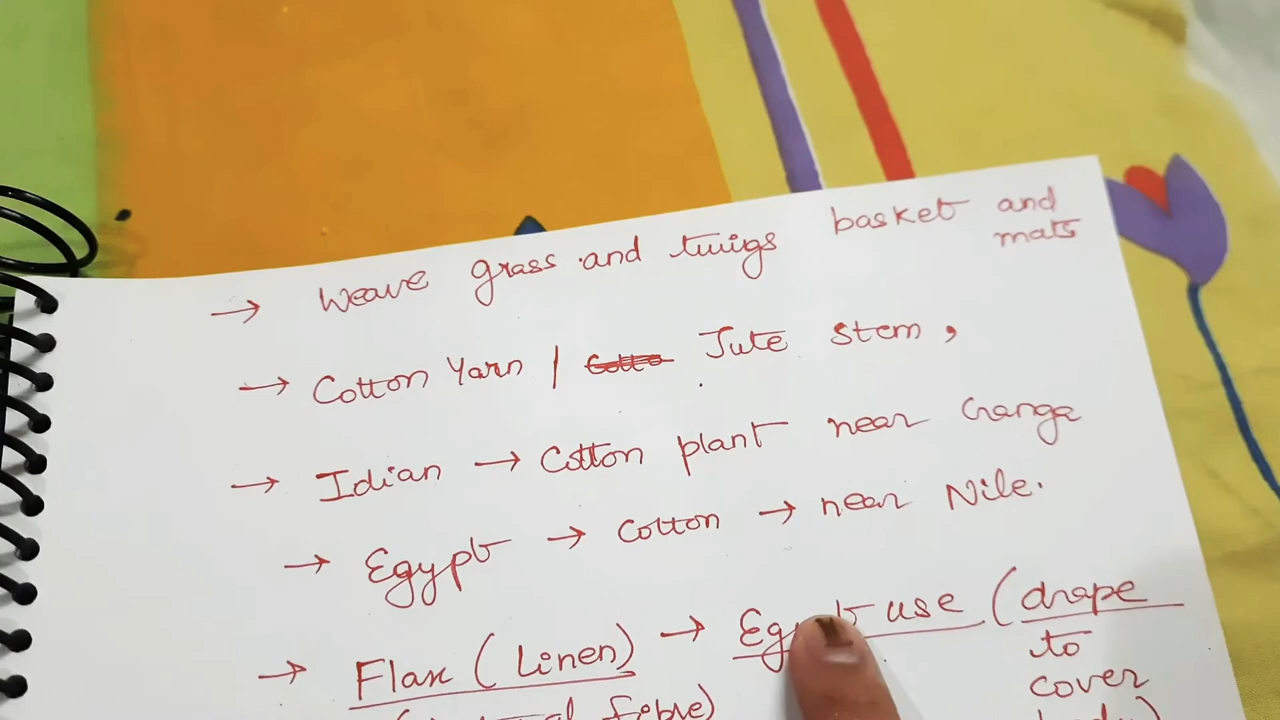 → Weave grass and twigs basket and mats
→ Cotton Yarn / Jute Stem,
→ Idian → Cotton plant near Ganga
→ Egypt → Cotton → near Nile.
→ Flax (Linen) → use (drape
to
cover
fibre)